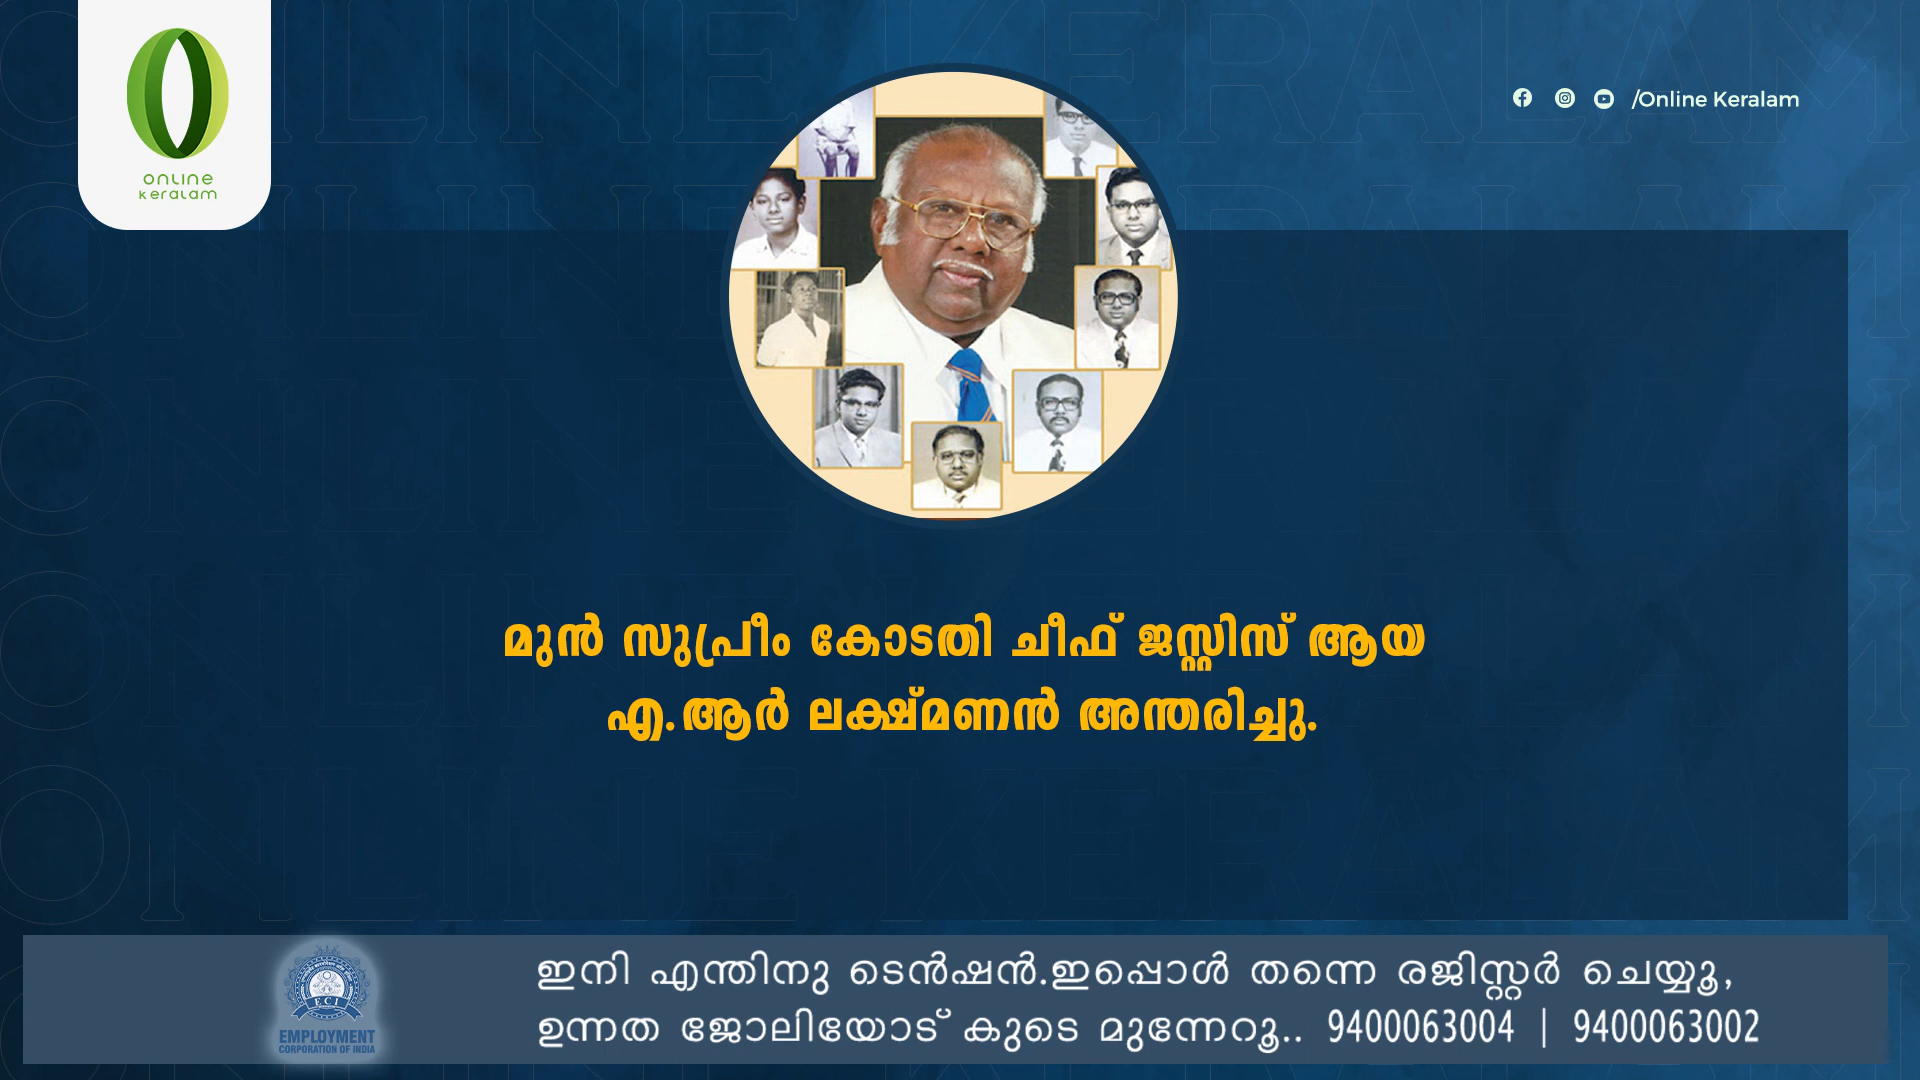 ONLINE
keralam
/Online Keralam
മുൻ സുപ്രീം കോടതി ചീഫ് ജസ്റ്റിസ് ആയ
എ.ആർ ലക്ഷ്മണൻ അന്തരിച്ചു.
ഇനി എന്തിനു ടെൻഷൻ.ഇപ്പൊൾ തന്നെ രജിസ്റ്റർ ചെയ്യൂ,
ഉന്നത ജോലിയോട് കുടെ മുന്നേറൂ.. 9400063004 | 9400063002
ECI
EMPLOYMENT
CORPORATION OF INDIA